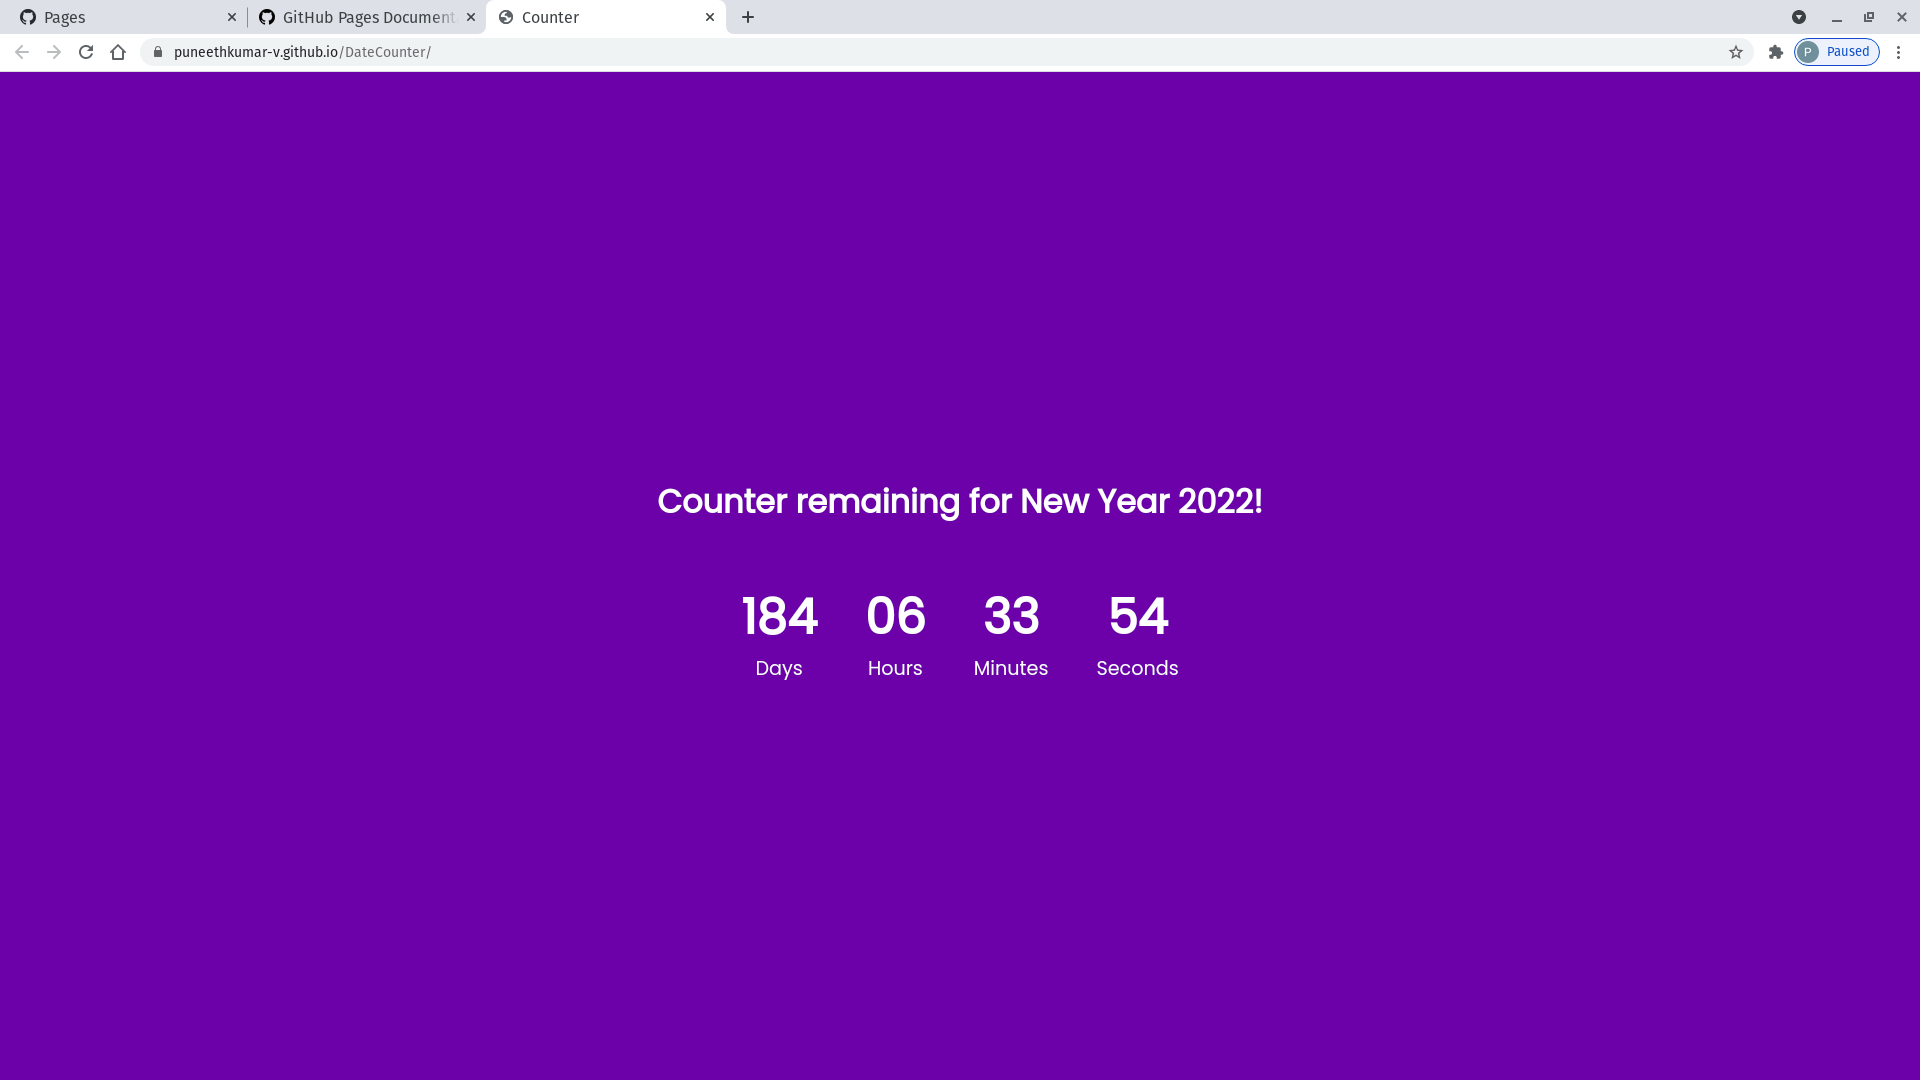 Pages
GitHub Pages Document
Counter
puneethkumar-v.github.io/DateCounter/
P Paused
Counter remaining for New Year 2022!
184 06 33 54
Days Hours Minutes Seconds